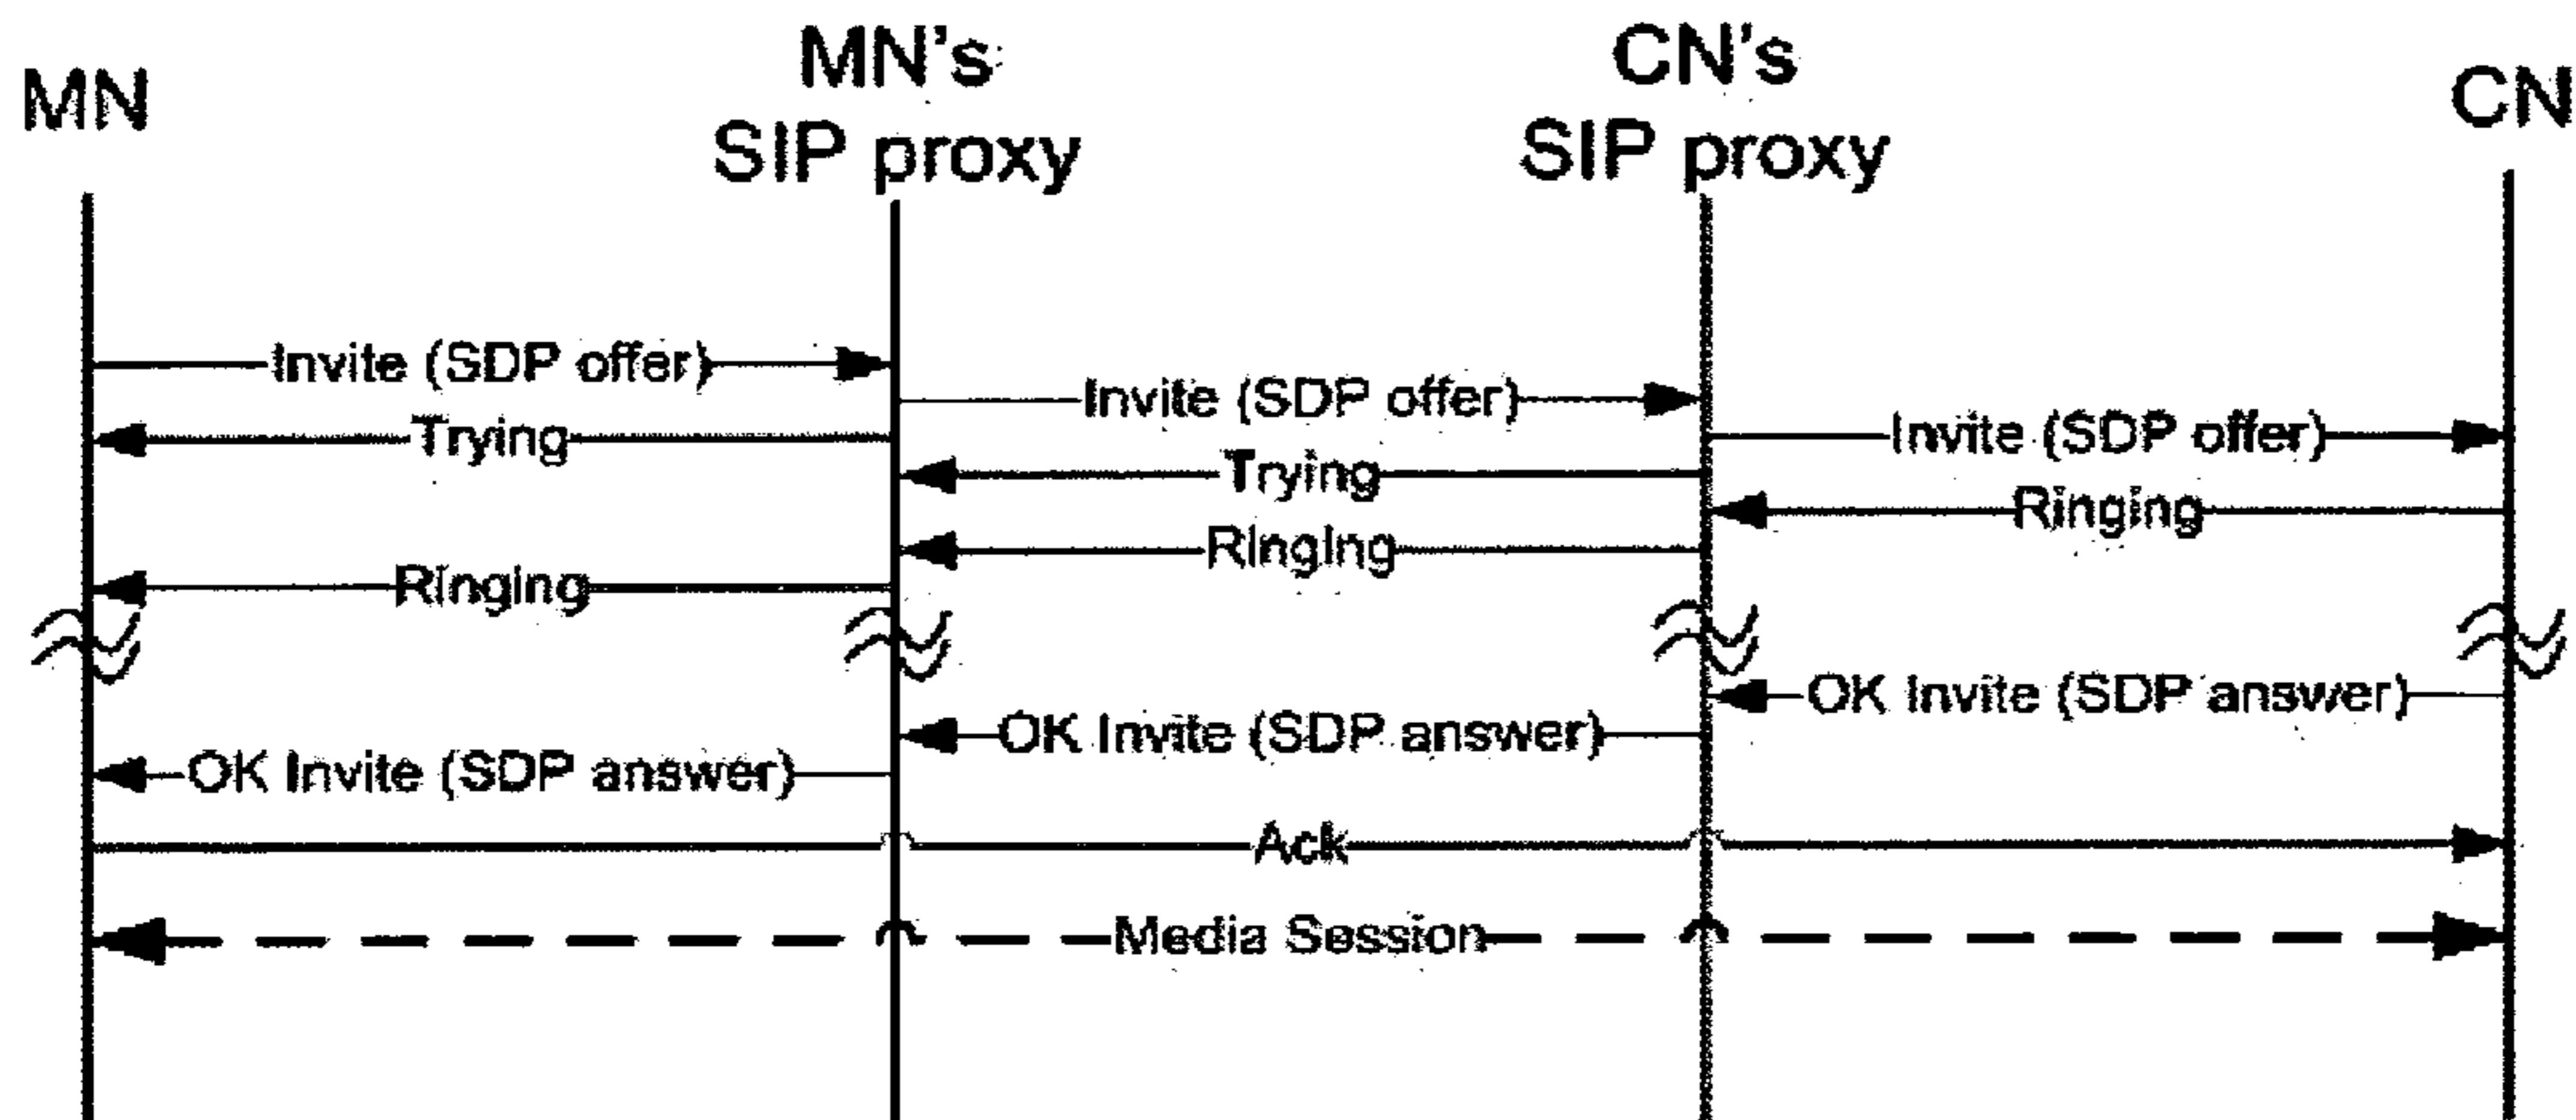 MN
MN's
SIP proxy
CN's
SIP proxy
CN
Invite (SDP offer)
Invite (SDP offer)
Trying
Invite (SDP offer)
Trying
Ringing
Ringing
Ringing
OK Invite (SDP answer)
OK Invite (SDP answer)
OK Invite (SDP answer)
Ack
Media Session